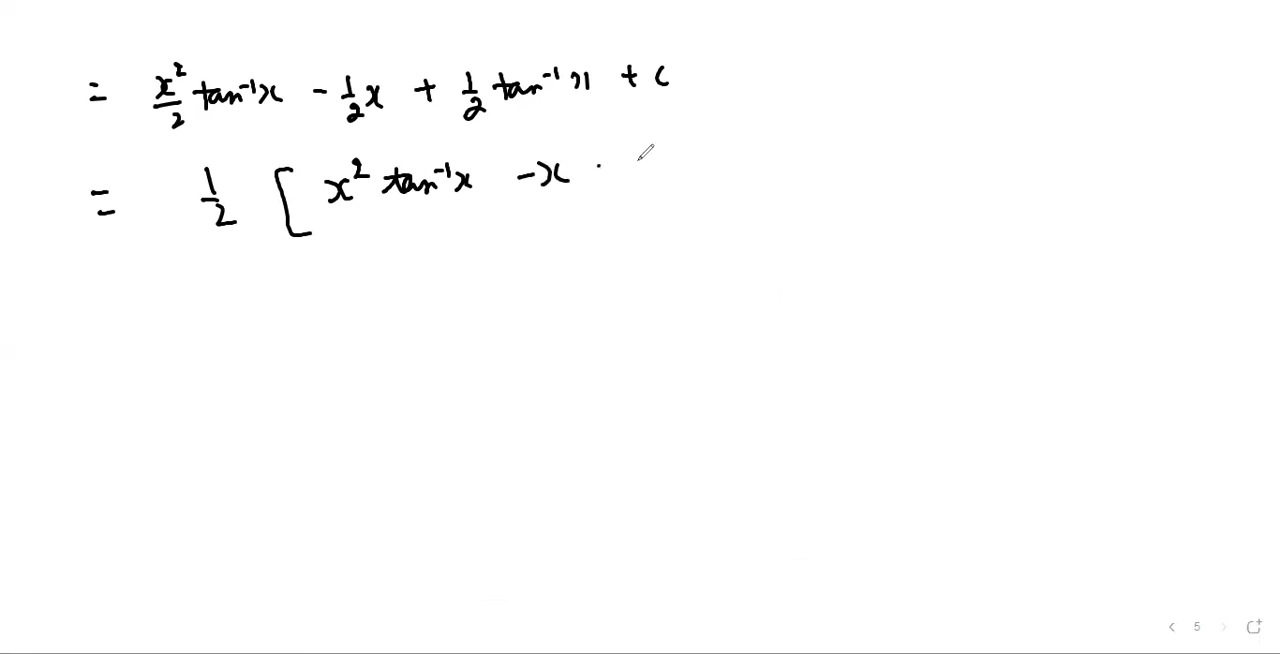 = x²/2 tan⁻¹x - 1/2 x + 1/2 tan⁻¹x + c
= 1/2 [ x² tan⁻¹x - x
< 5 >